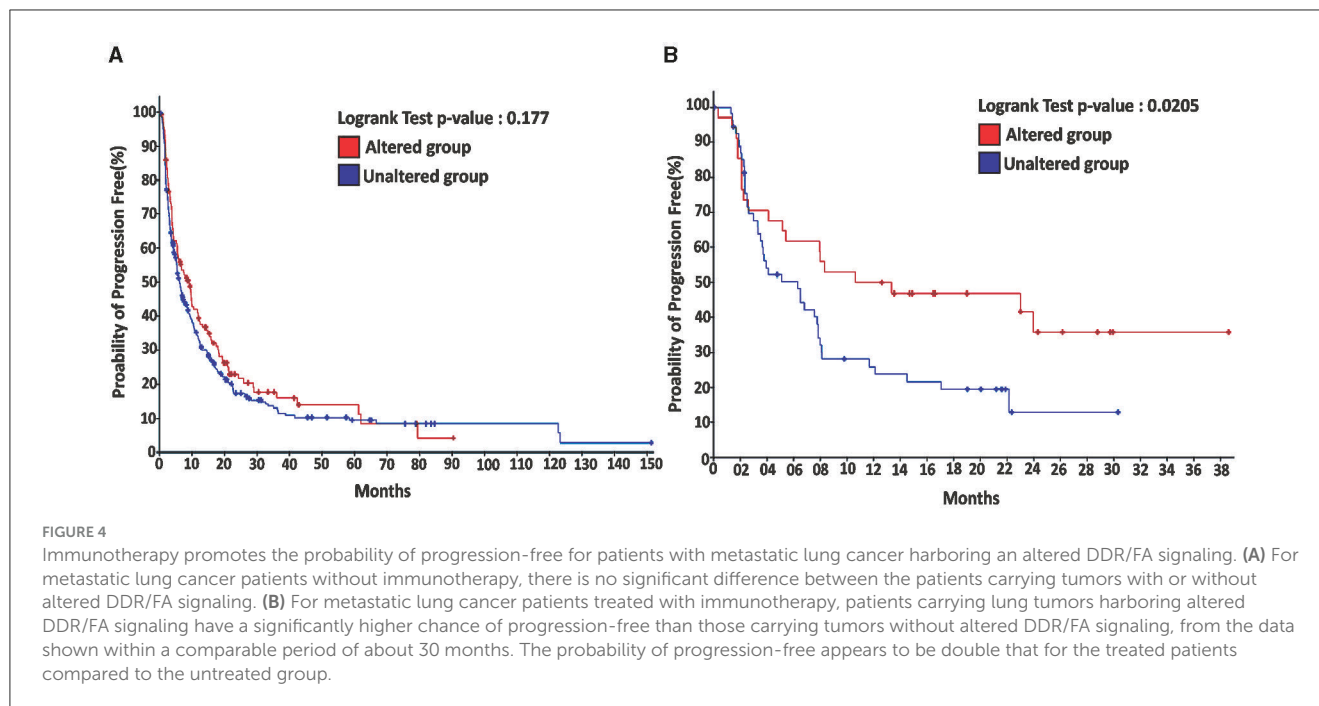 A
Logrank Test p-value : 0.177
Altered group
Unaltered group
Proability of Progression Free(%)
100
90
80
70
60
50
40
30
20
10
0
0 10 20 30 40 50 60 70 80 90 100 110 120 130 140 150
Months
B
Logrank Test p-value : 0.0205
Altered group
Unaltered group
Proability of Progression Free(%)
100
90
80
70
60
50
40
30
20
10
0
0 02 04 06 08 10 12 14 16 18 20 22 24 26 28 30 32 34 36 38
Months
FIGURE 4
Immunotherapy promotes the probability of progression-free for patients with metastatic lung cancer harboring an altered DDR/FA signaling. (A) For
metastatic lung cancer patients without immunotherapy, there is no significant difference between the patients carrying tumors with or without
altered DDR/FA signaling. (B) For metastatic lung cancer patients treated with immunotherapy, patients carrying lung tumors harboring altered
DDR/FA signaling have a significantly higher chance of progression-free than those carrying tumors without altered DDR/FA signaling, from the data
shown within a comparable period of about 30 months. The probability of progression-free appears to be double that for the treated patients
compared to the untreated group.